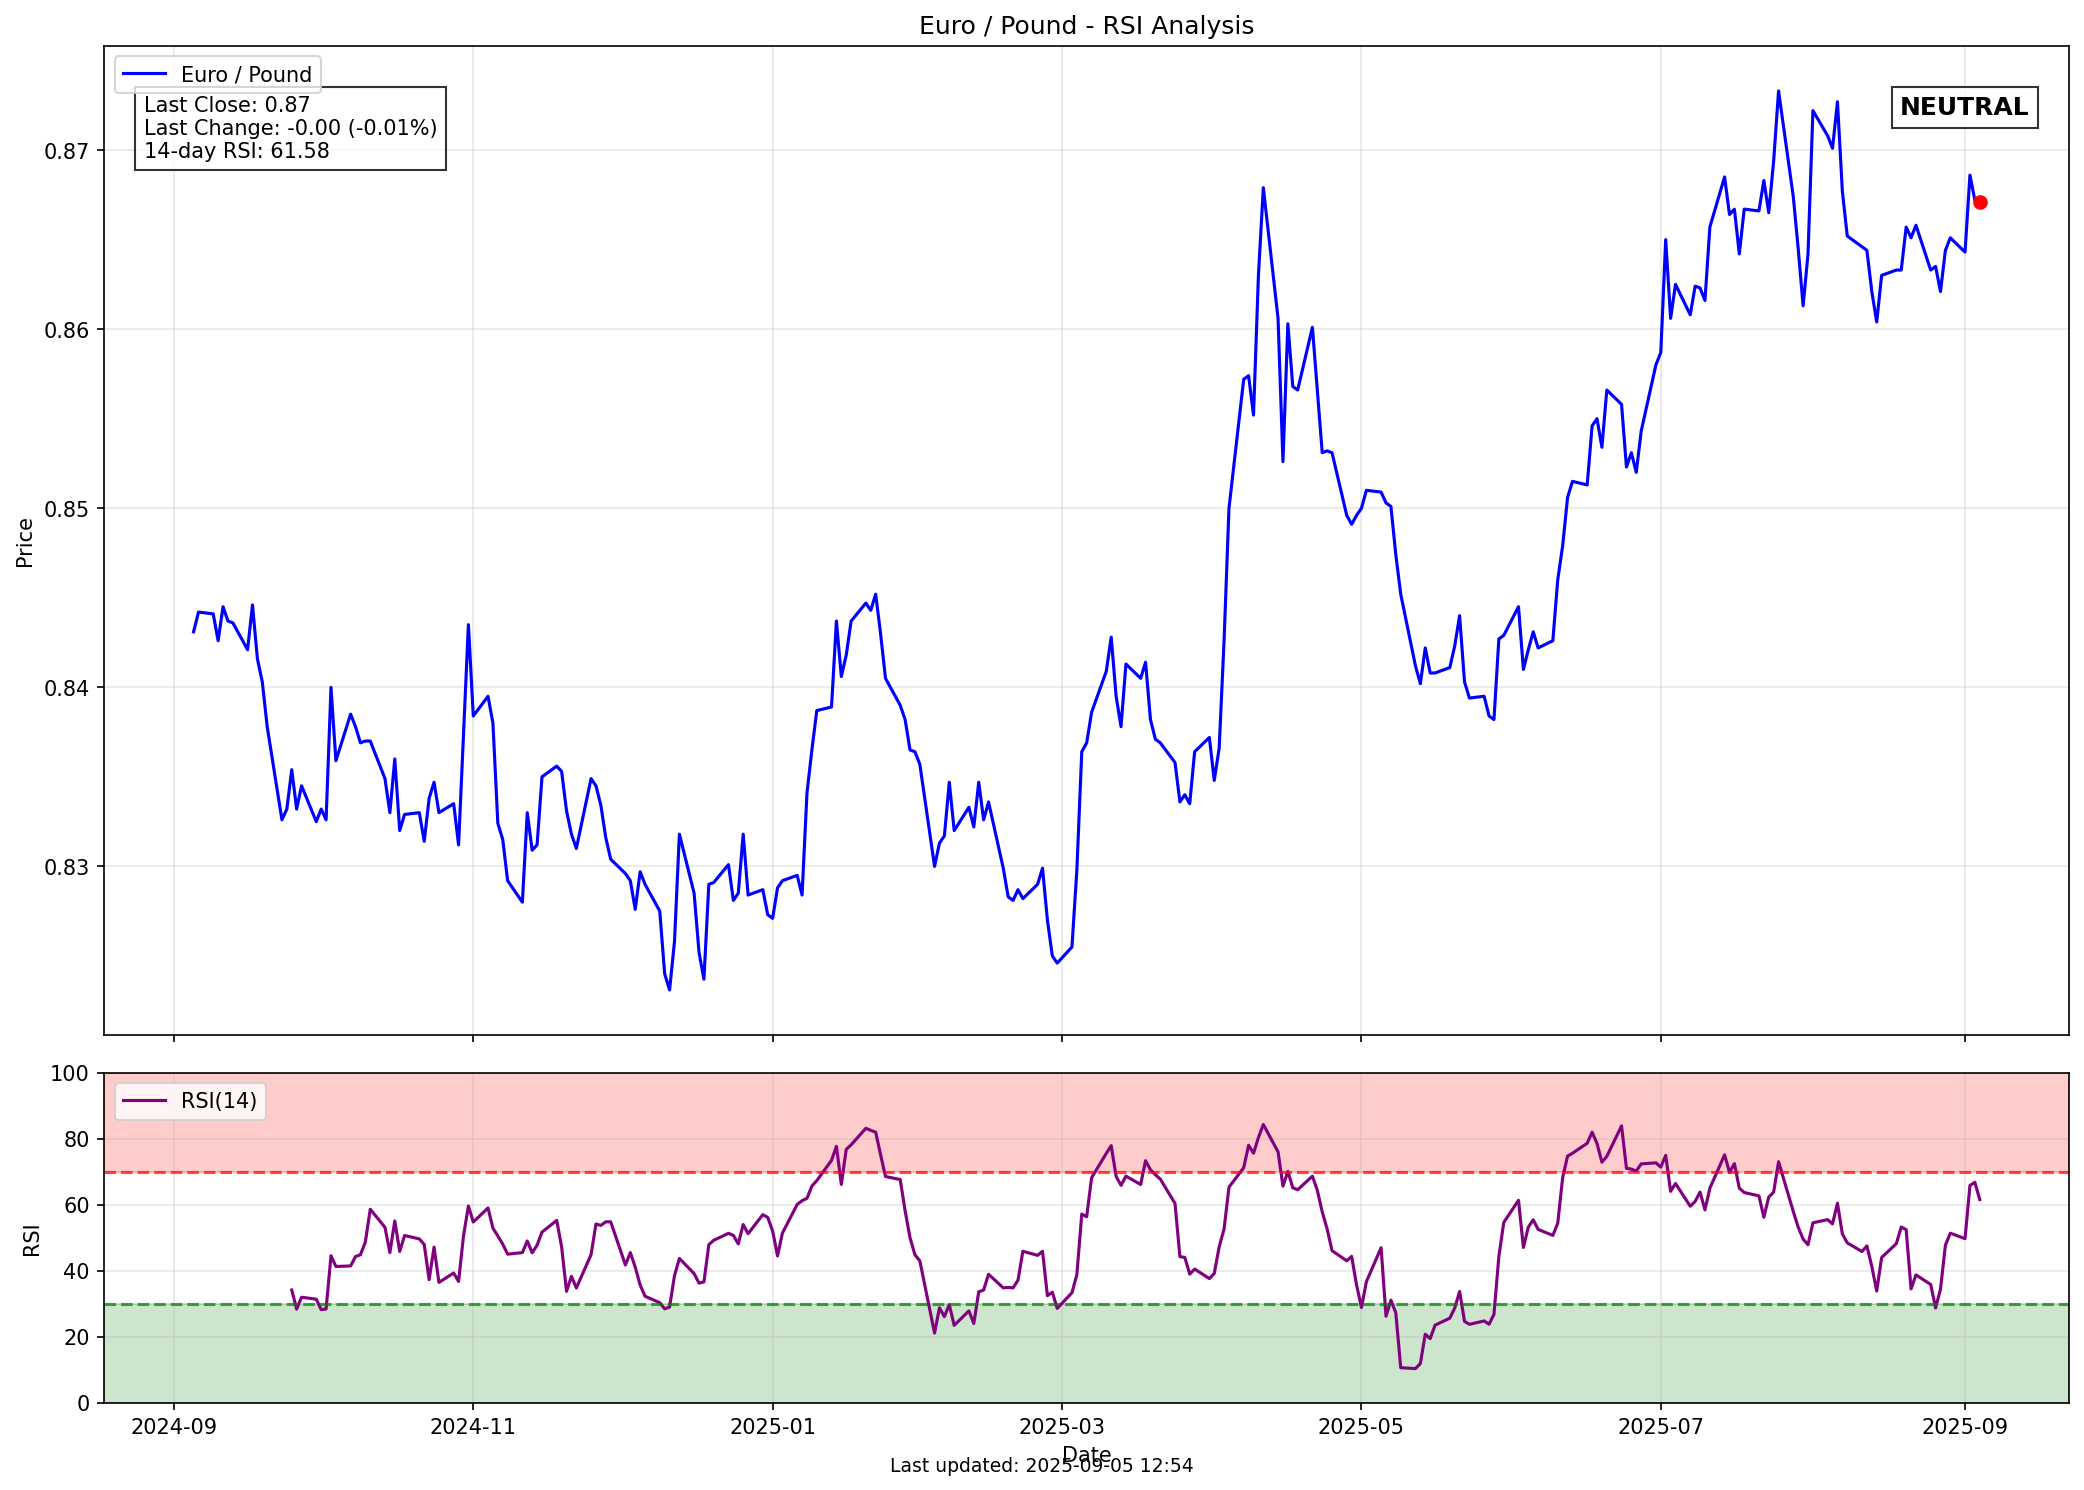 Euro / Pound - RSI Analysis
Euro / Pound
Last Close: 0.87
Last Change: -0.00 (-0.01%)
14-day RSI: 61.58
NEUTRAL
Price
0.87
0.86
0.85
0.84
0.83
RSI(14)
RSI
100
80
60
40
20
0
2024-09
2024-11
2025-01
2025-03
2025-05
2025-07
2025-09
Date
Last updated: 2025-09-05 12:54